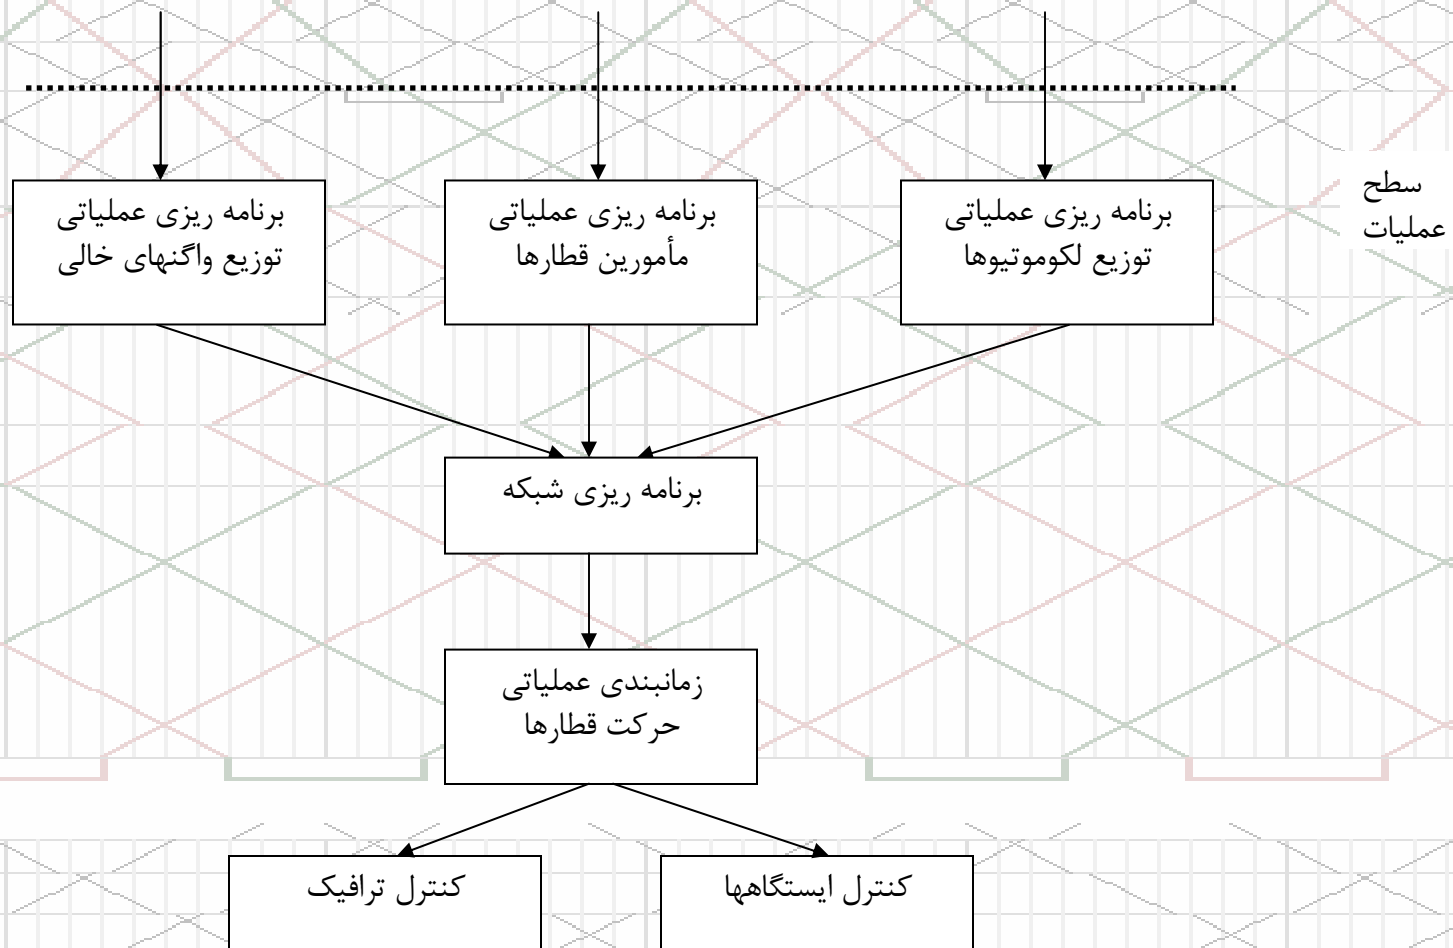 سطح
عملیات
برنامه ریزی عملیاتی
توزیع لکوموتیوها
برنامه ریزی عملیاتی
مأمورین قطارها
برنامه ریزی عملیاتی
توزیع واگنهای خالی
برنامه ریزی شبکه
زمانبندی عملیاتی
حرکت قطارها
کنترل ایستگاهها
کنترل ترافیک